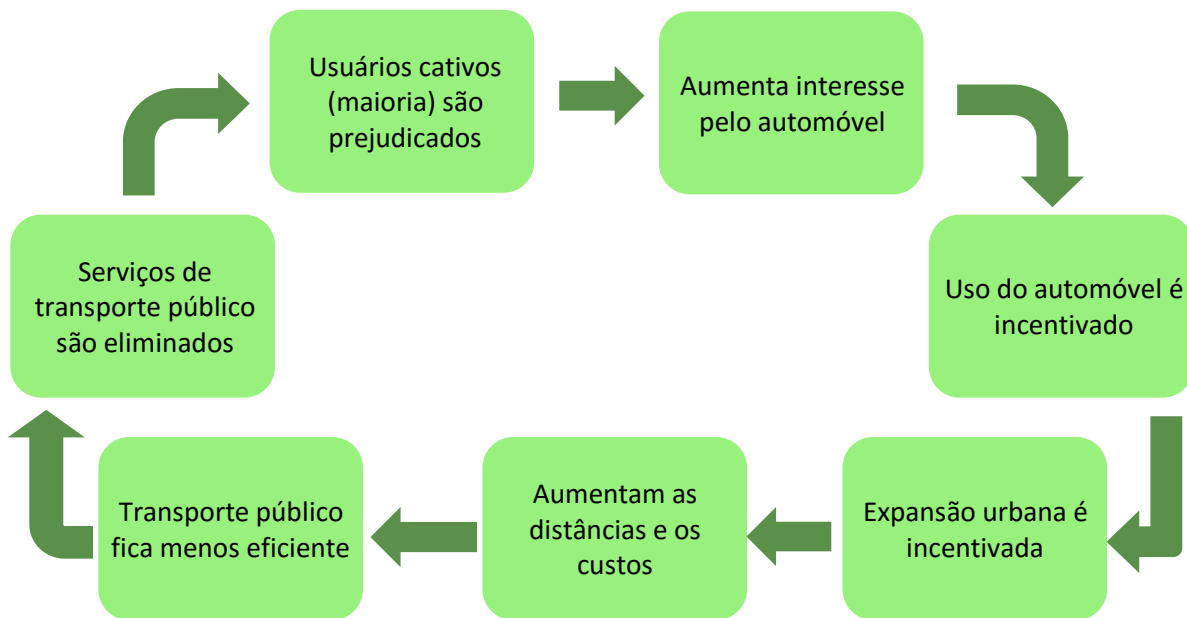 Usuários cativos
(maioria) são
prejudicados
Aumenta interesse
pelo automóvel
Uso do automóvel é
incentivado
Expansão urbana é
incentivada
Aumentam as
distâncias e os
custos
Transporte público
fica menos eficiente
Serviços de
transporte público
são eliminados